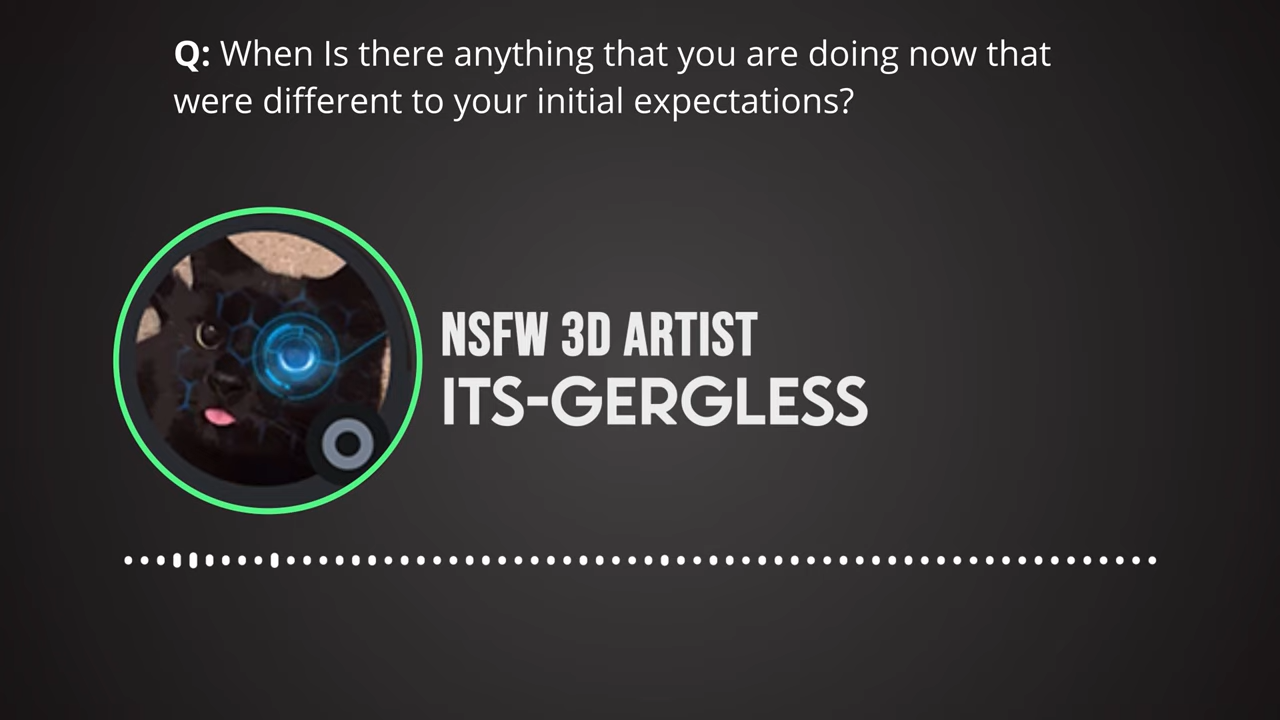 Q: When Is there anything that you are doing now that
were different to your initial expectations?
NSFW 3D ARTIST
ITS-GERGLESS